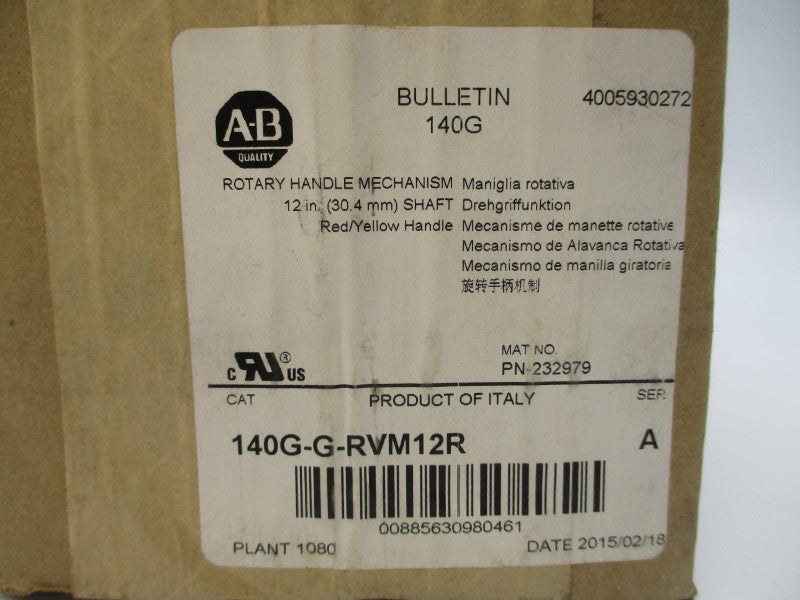 A-B
QUALITY
BULLETIN
140G
4005930272
ROTARY HANDLE MECHANISM
12 in. (30.4 mm) SHAFT
Red/Yellow Handle
Maniglia rotativa
Drehgriffunktion
Mecanisme de manette rotative
Mecanismo de Alavanca Rotativa
Mecanismo de manilla giratoria
旋转手柄机制
C RU ® US
MAT NO.
PN-232979
CAT
PRODUCT OF ITALY
SER
140G-G-RVM12R
A
00885630980461
PLANT 1080
DATE 2015/02/18